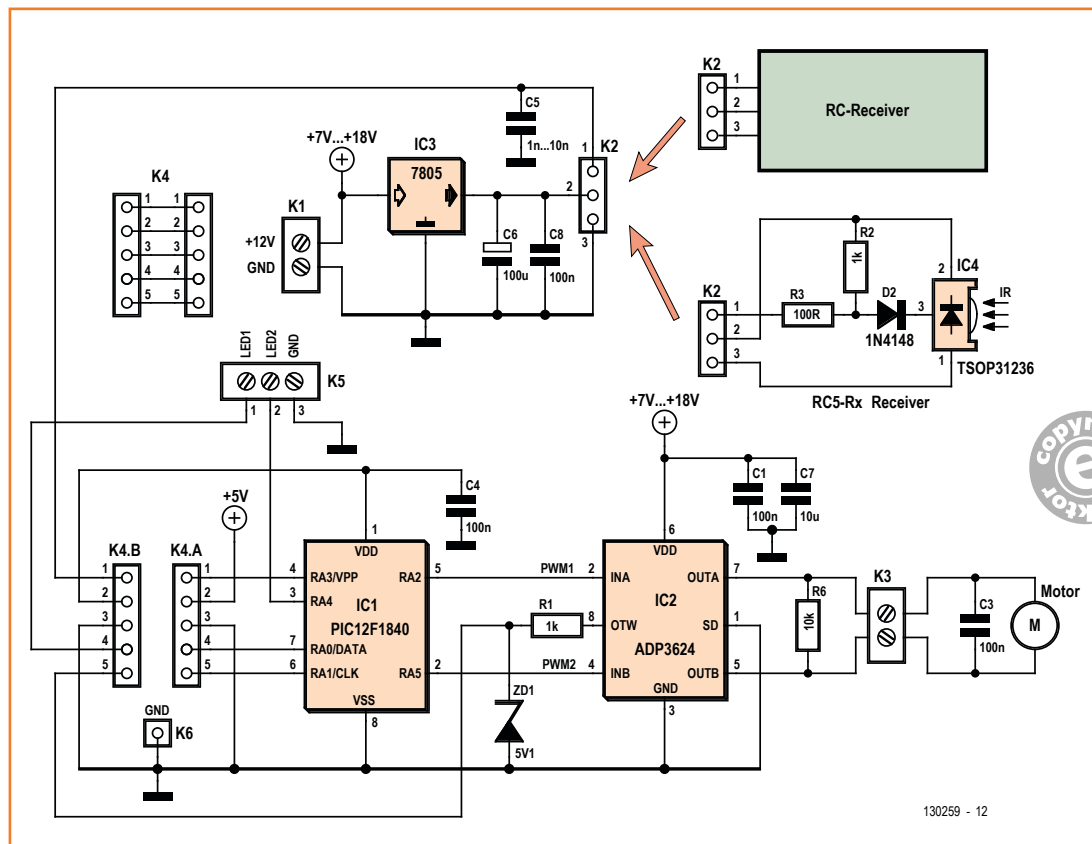 K2
1
2
3
RC-Receiver
C5
1n...10n
+7V...+18V
IC3
7805
K2
1
2
3
K4
1 1
2 2
3 3
4 4
5 5
K1
+12V
GND
C6
100u
C8
100n
K2
1
2
3
R2
1k
R3
100R
D2
1N4148
2
IC4
3
IR
1
TSOP31236
RC5-Rx Receiver
LED1
LED2
GND
K5
1 2 3
+7V...+18V
C4
100n
C1
100n
C7
10u
+5V
K4.B
1
2
3
4
5
K4.A
1
2
3
4
5
1
VDD
4 RA3/VPP
RA2 5
3 RA4
IC1
PIC12F1840
7 RA0/DATA
6 RA1/CLK
RA5 2
VSS
8
PWM1
R1
1k
PWM2
ZD1
5V1
6
VDD
2 INA
OUTA 7
IC2
8 OTW
SD 1
ADP3624
4 INB
OUTB 5
GND
3
R6
10k
K3
C3
100n
Motor
M
GND
K6
copyri
e
ktor
130259 - 12